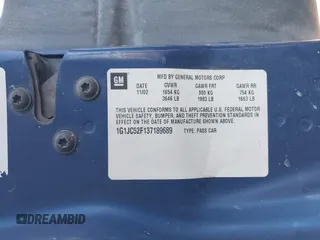 GM
MFD BY GENERAL MOTORS CORP
DATE GVWR GAWR FRT GAWR RR
11/02 1654 KG 900 KG 754 KG
3646 LB 1983 LB 1663 LB
THIS VEHICLE CONFORMS TO ALL APPLICABLE U.S. FEDERAL MOTOR
VEHICLE SAFETY, BUMPER, AND THEFT PREVENTION STANDARDS IN
EFFECT ON THE DATE OF MANUFACTURE SHOWN ABOVE.
1G1JC52F137189689 TYPE: PASS CAR
DREAMBID